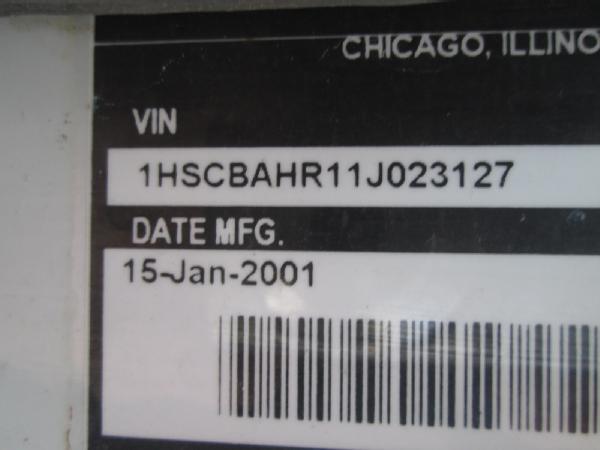 CHICAGO, ILLINO
VIN
1HSCBAHR11J023127
DATE MFG.
15-Jan-2001